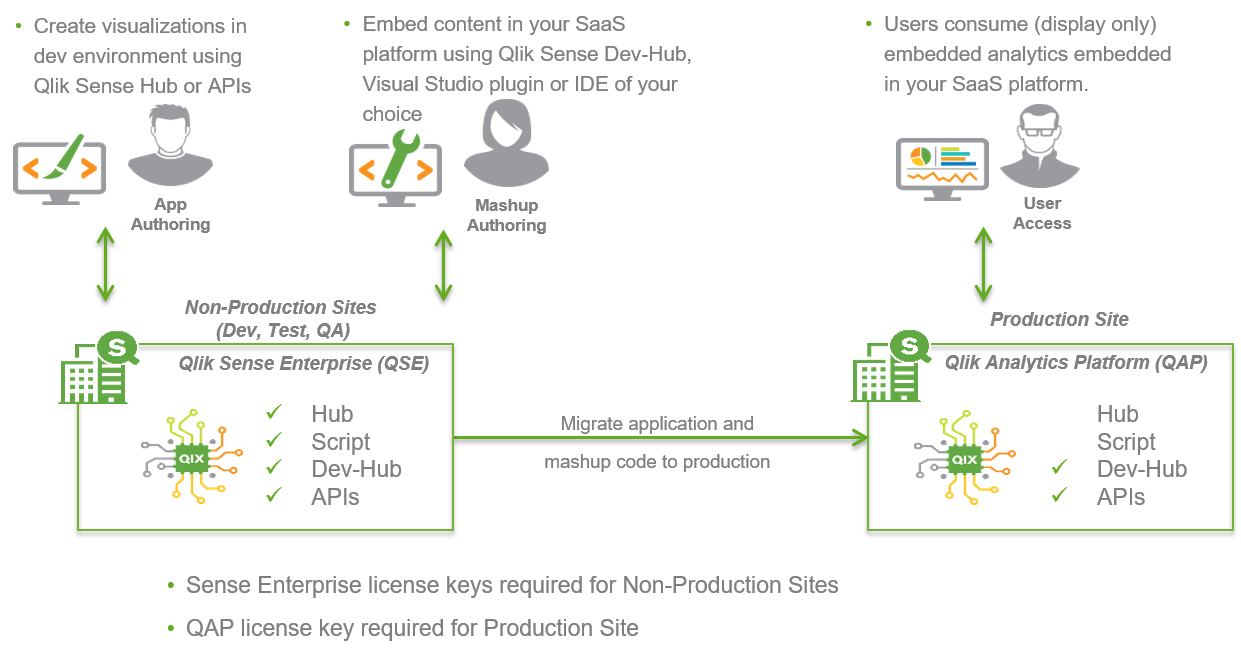 • Create visualizations in
dev environment using
Qlik Sense Hub or APIs
• Embed content in your SaaS
platform using Qlik Sense Dev-Hub,
Visual Studio plugin or IDE of your
choice
• Users consume (display only)
embedded analytics embedded
in your SaaS platform.
App
Authoring
Mashup
Authoring
User
Access
Non-Production Sites
(Dev, Test, QA)
Production Site
S
Qlik Sense Enterprise (QSE)
QIX
✓ Hub
✓ Script
✓ Dev-Hub
✓ APIs
Migrate application and
mashup code to production
S
Qlik Analytics Platform (QAP)
QIX
Hub
Script
✓ Dev-Hub
✓ APIs
• Sense Enterprise license keys required for Non-Production Sites
• QAP license key required for Production Site